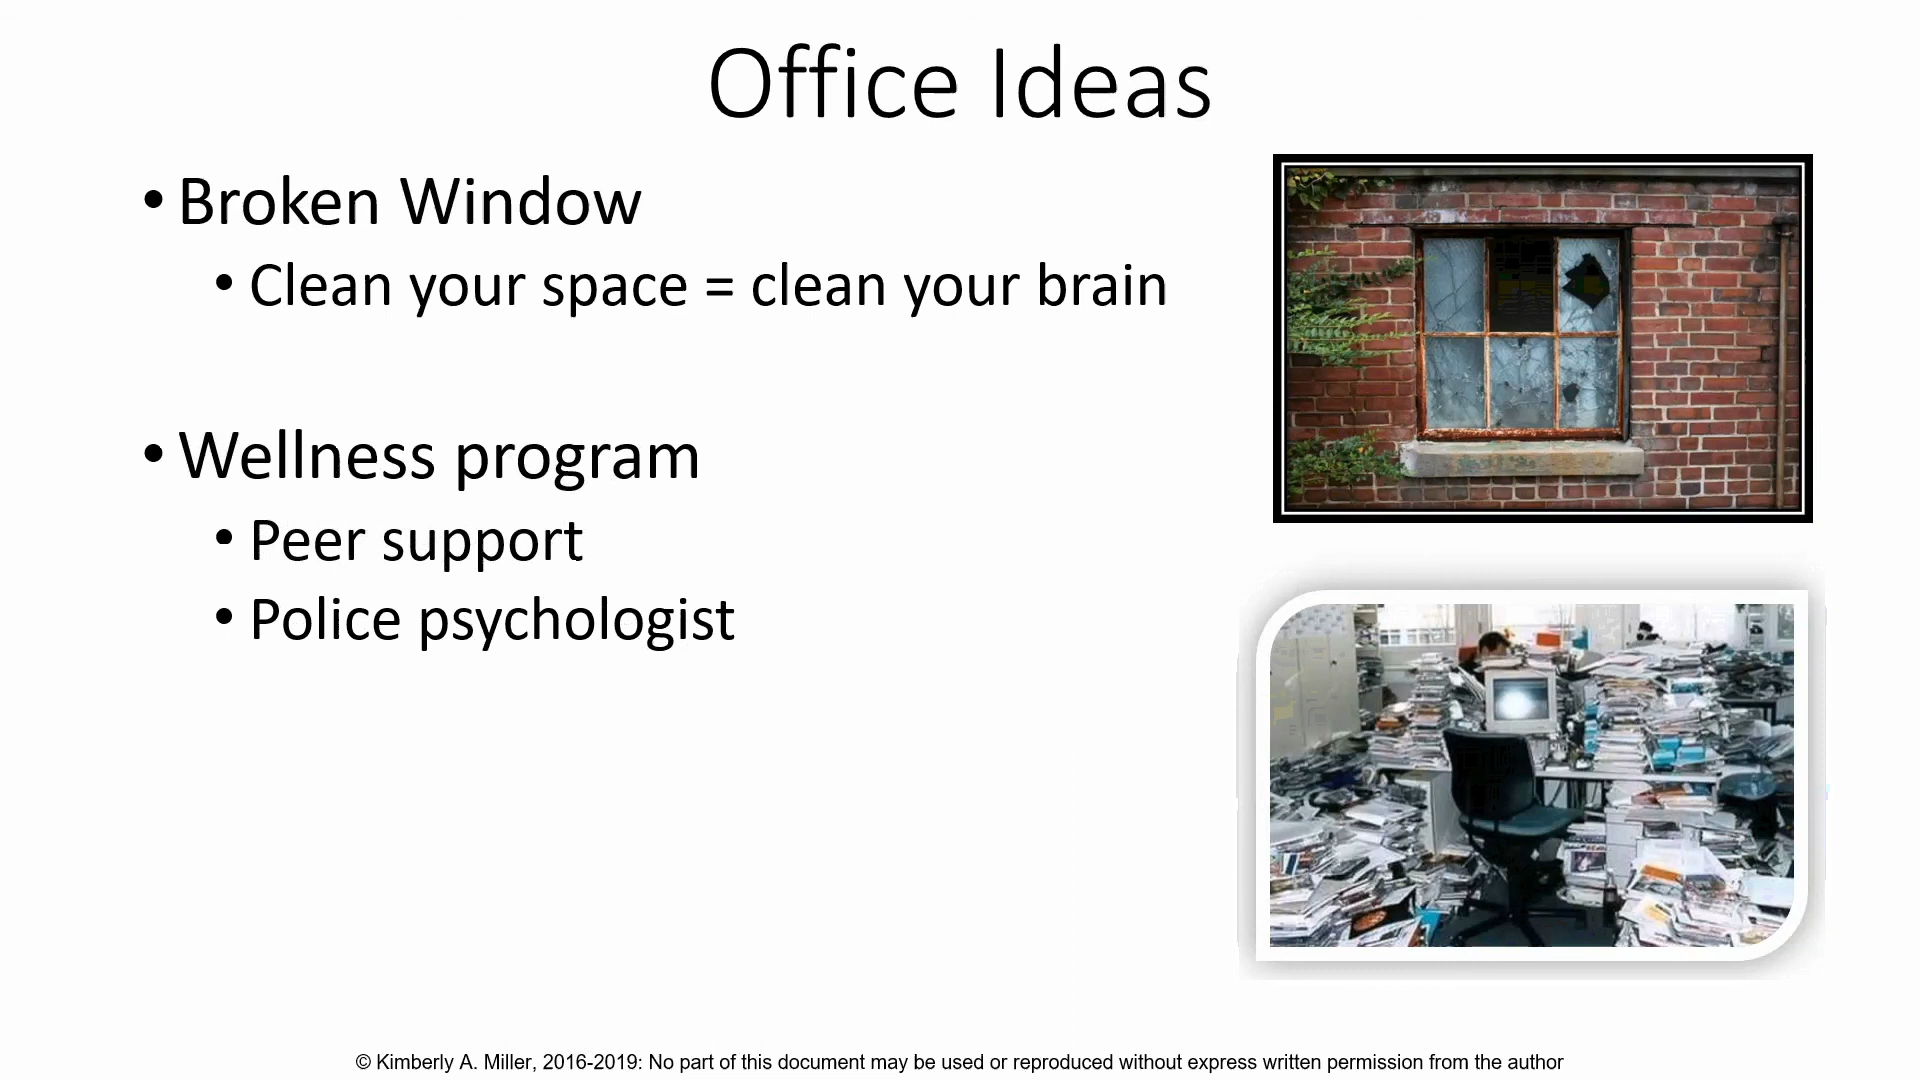 Office Ideas
• Broken Window
• Clean your space = clean your brain
• Wellness program
• Peer support
• Police psychologist
© Kimberly A. Miller, 2016-2019: No part of this document may be used or reproduced without express written permission from the author